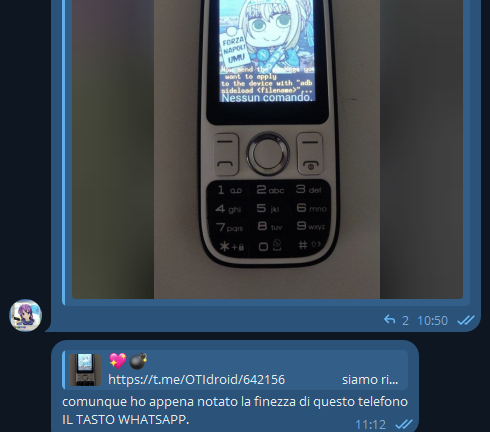 FORZA
NAPOLI
UMU
want to apply
to the device with "adb
sideload <filename>"...
Nessun comando.
1
2 abc
3 def
4 ghi
5 jkl
6 mno
7 pqrs
8 tuv
9 wxyz
*+
0
#
2 10:50
💖💣
https://t.me/OTIdroid/642156 siamo ri...
comunque ho appena notato la finezza di questo telefono
IL TASTO WHATSAPP.
11:12